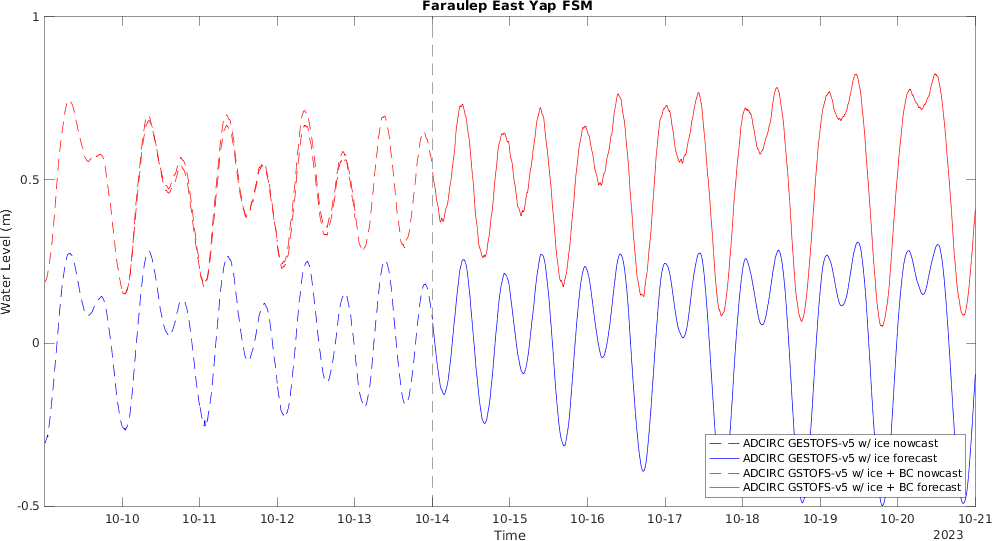 Faraulep East Yap FSM
1
0.5
0
-0.5
Water Level (m)
10-10 10-11 10-12 10-13 10-14 10-15 10-16 10-17 10-18 10-19 10-20 10-21
Time
2023
ADCIRC GESTOFS-v5 w/ ice nowcast
ADCIRC GESTOFS-v5 w/ ice forecast
ADCIRC GSTOFS-v5 w/ ice + BC nowcast
ADCIRC GSTOFS-v5 w/ ice + BC forecast